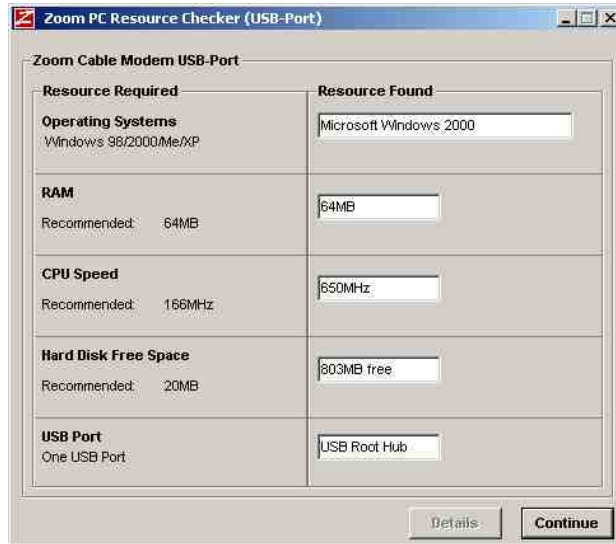 Zoom PC Resource Checker (USB-Port)
Zoom Cable Modem USB-Port
Resource Required
Resource Found
Operating Systems
Windows 98/2000/Me/XP
Microsoft Windows 2000
RAM
Recommended: 64MB
64MB
CPU Speed
Recommended: 166MHz
650MHz
Hard Disk Free Space
Recommended: 20MB
803MB free
USB Port
One USB Port
USB Root Hub
Details
Continue